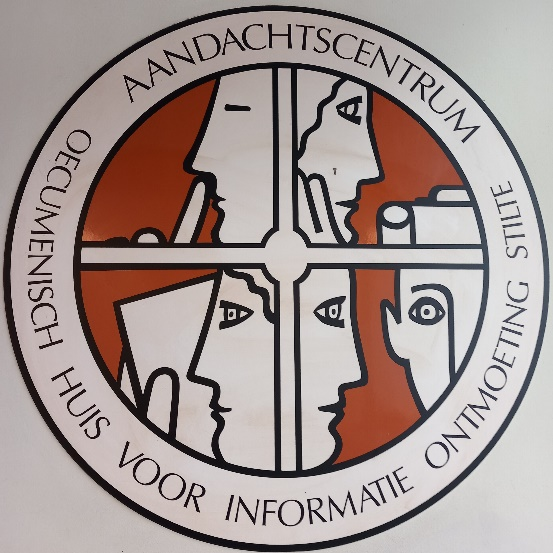 AANDACHTSCENTRUM
OECUMENISCH HUIS VOOR INFORMATIE ONTMOETING STILTE